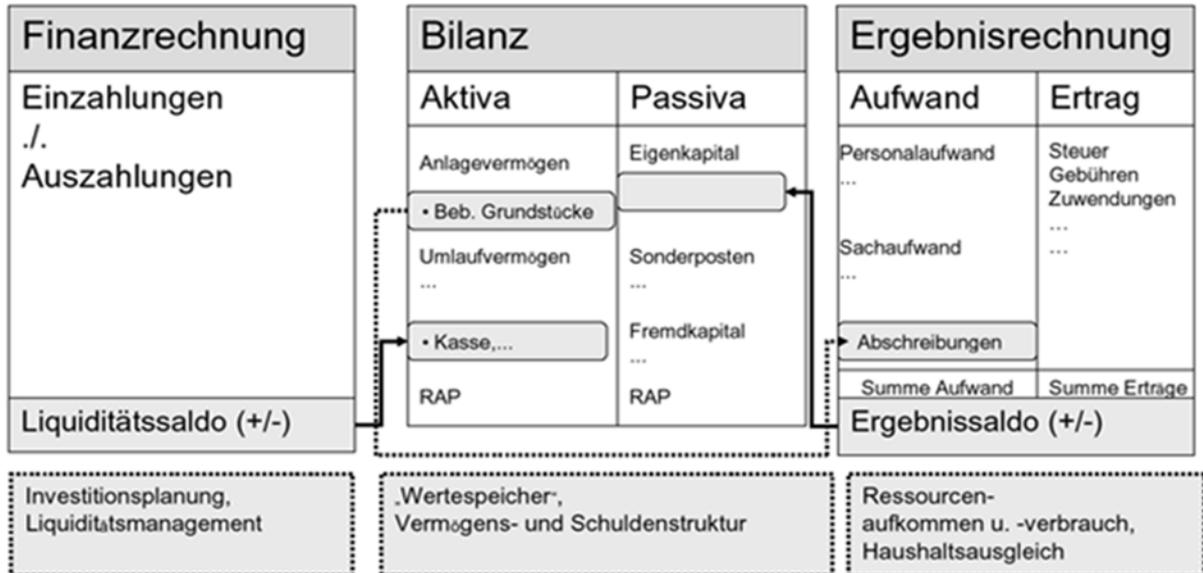 Finanzrechnung
Einzahlungen
./.
Auszahlungen
Liquiditätssaldo (+/-)
Investitionsplanung,
Liquiditätsmanagement
Bilanz
Aktiva
Anlagevermögen
• Beb. Grundstücke
Umlaufvermögen
...
• Kasse,...
RAP
Passiva
Eigenkapital
Sonderposten
...
Fremdkapital
...
RAP
„Wertespeicher“,
Vermögens- und Schuldenstruktur
Ergebnisrechnung
Aufwand
Personalaufwand
...
Sachaufwand
...
Abschreibungen
Summe Aufwand
Ertrag
Steuer
Gebühren
Zuwendungen
...
...
Summe Erträge
Ergebnissaldo (+/-)
Ressourcen-
aufkommen u. -verbrauch,
Haushaltsausgleich